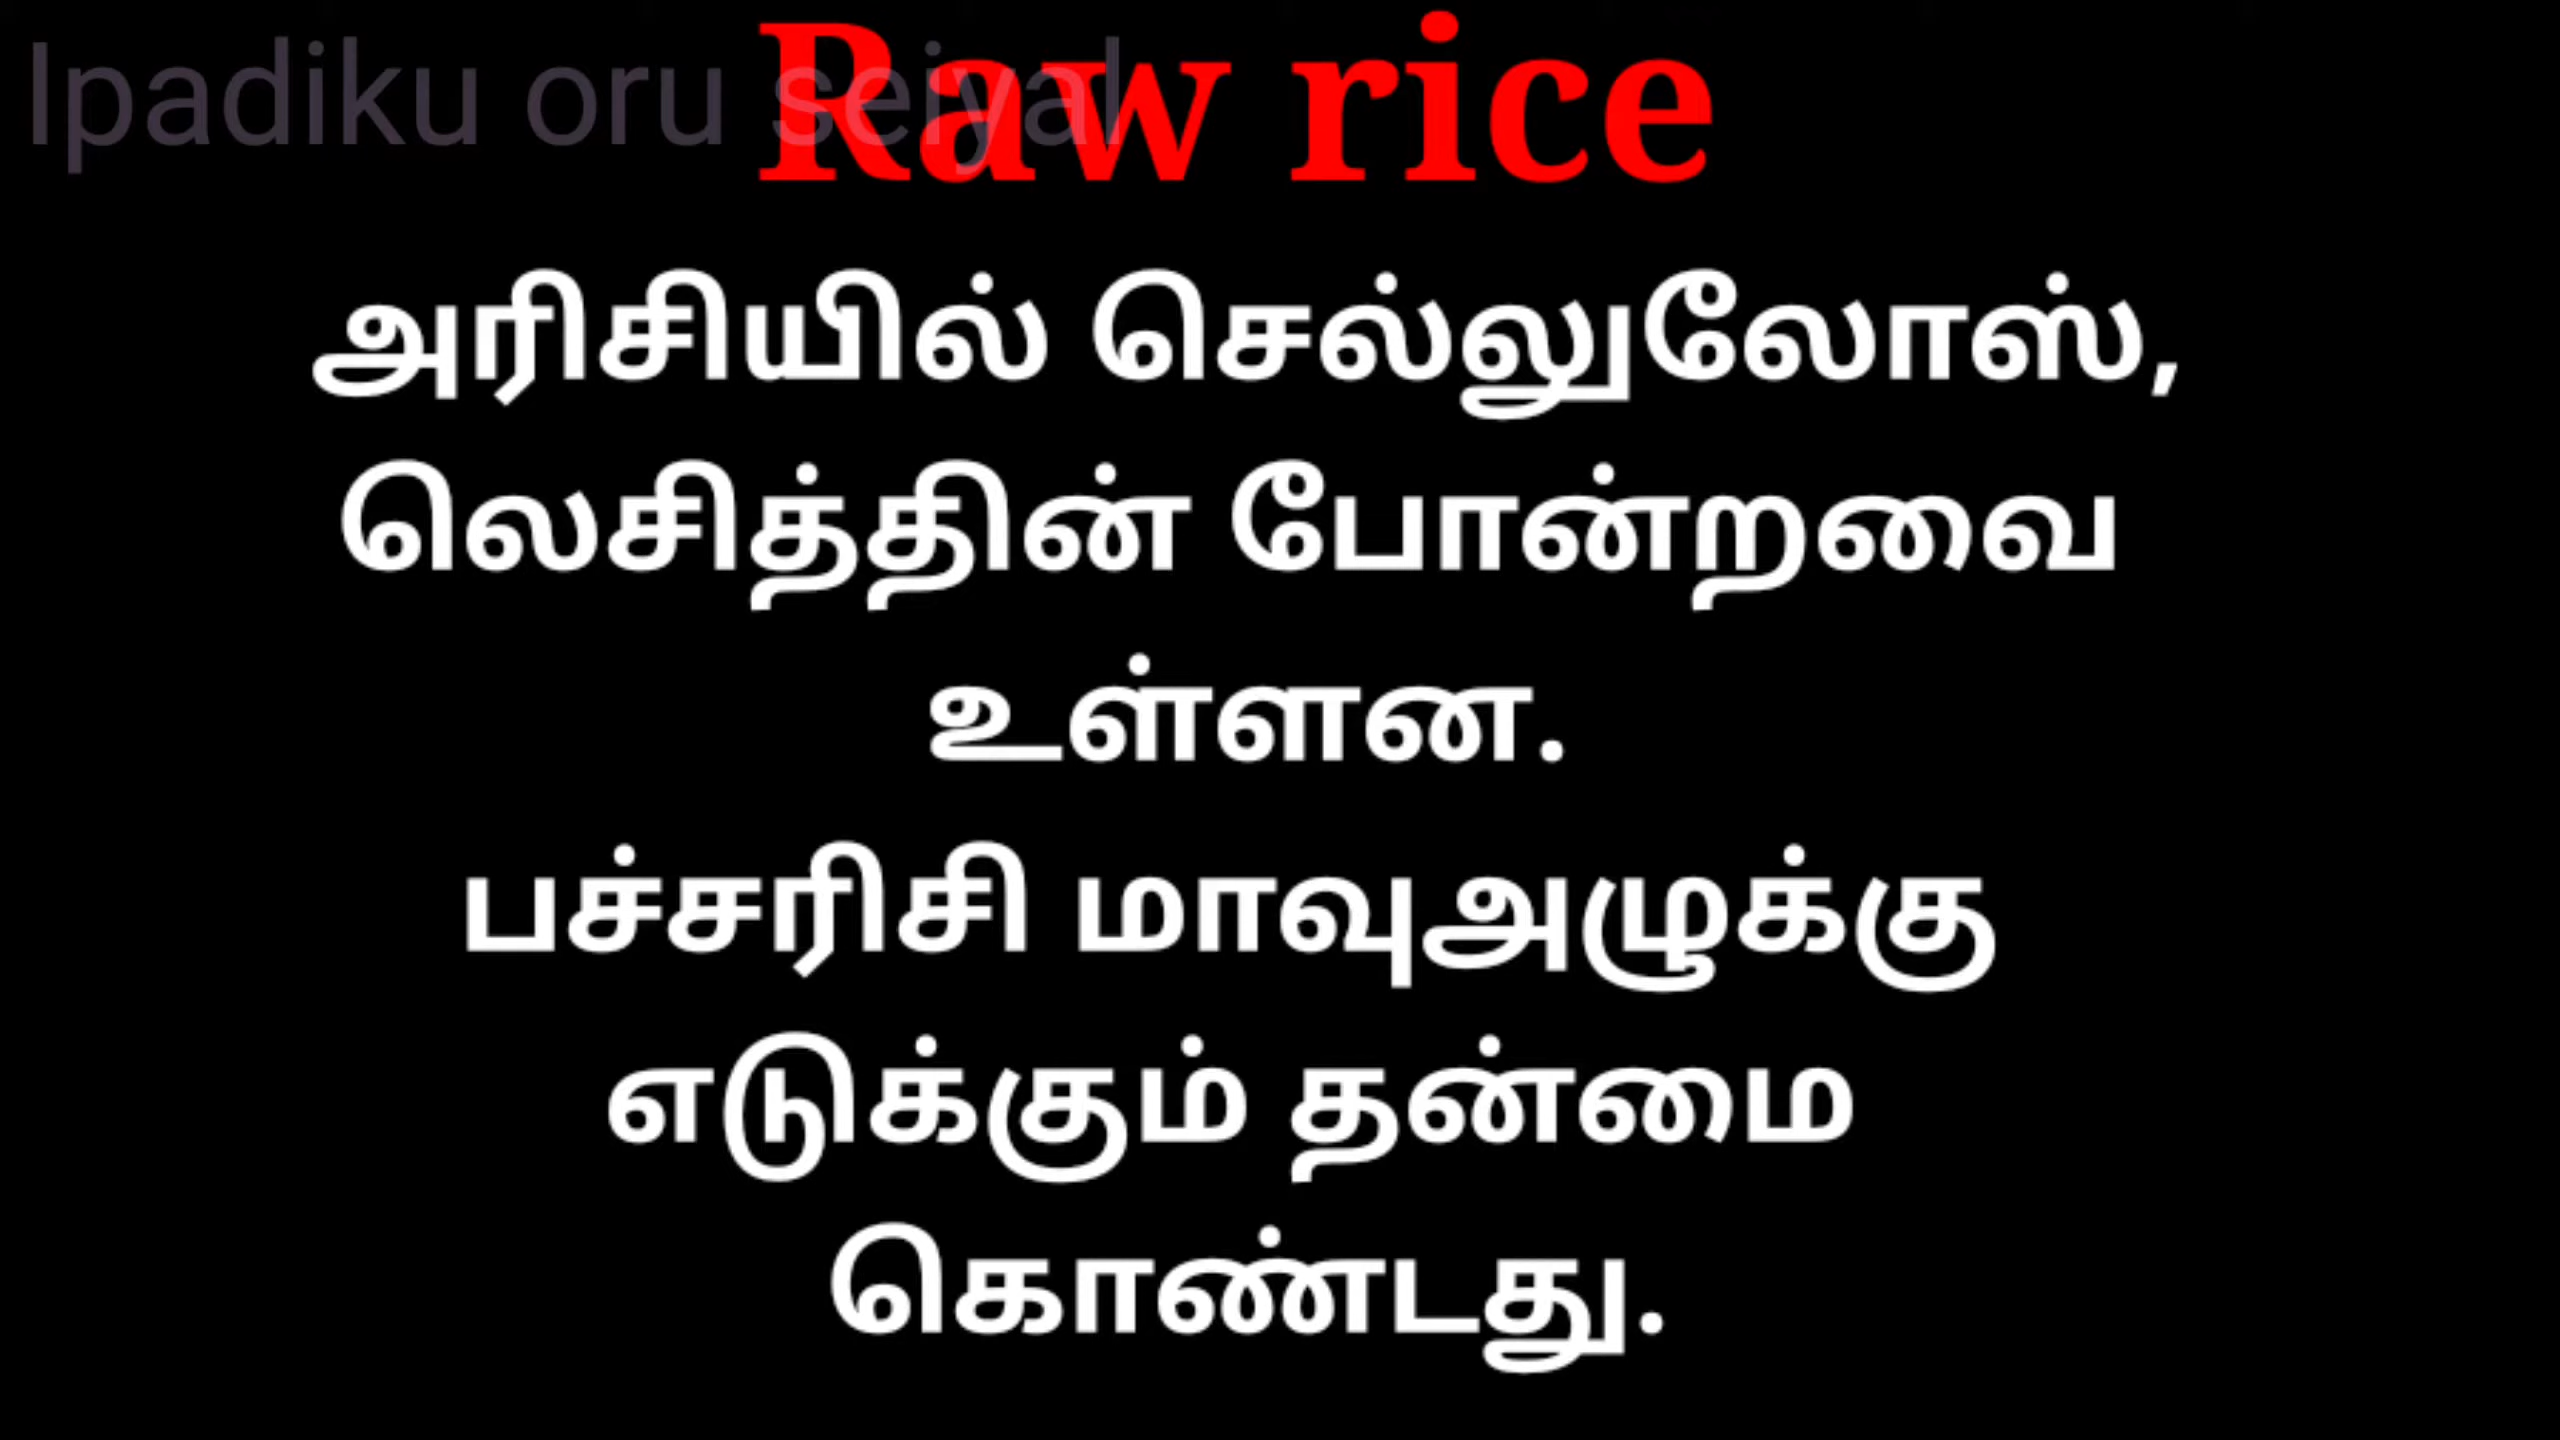 Ipadiku oru seiyal
Raw rice
அரிசியில் செல்லுலோஸ்,
லெசித்தின் போன்றவை
உள்ளன.
பச்சரிசி மாவுஅழுக்கு
எடுக்கும் தன்மை
கொண்டது.